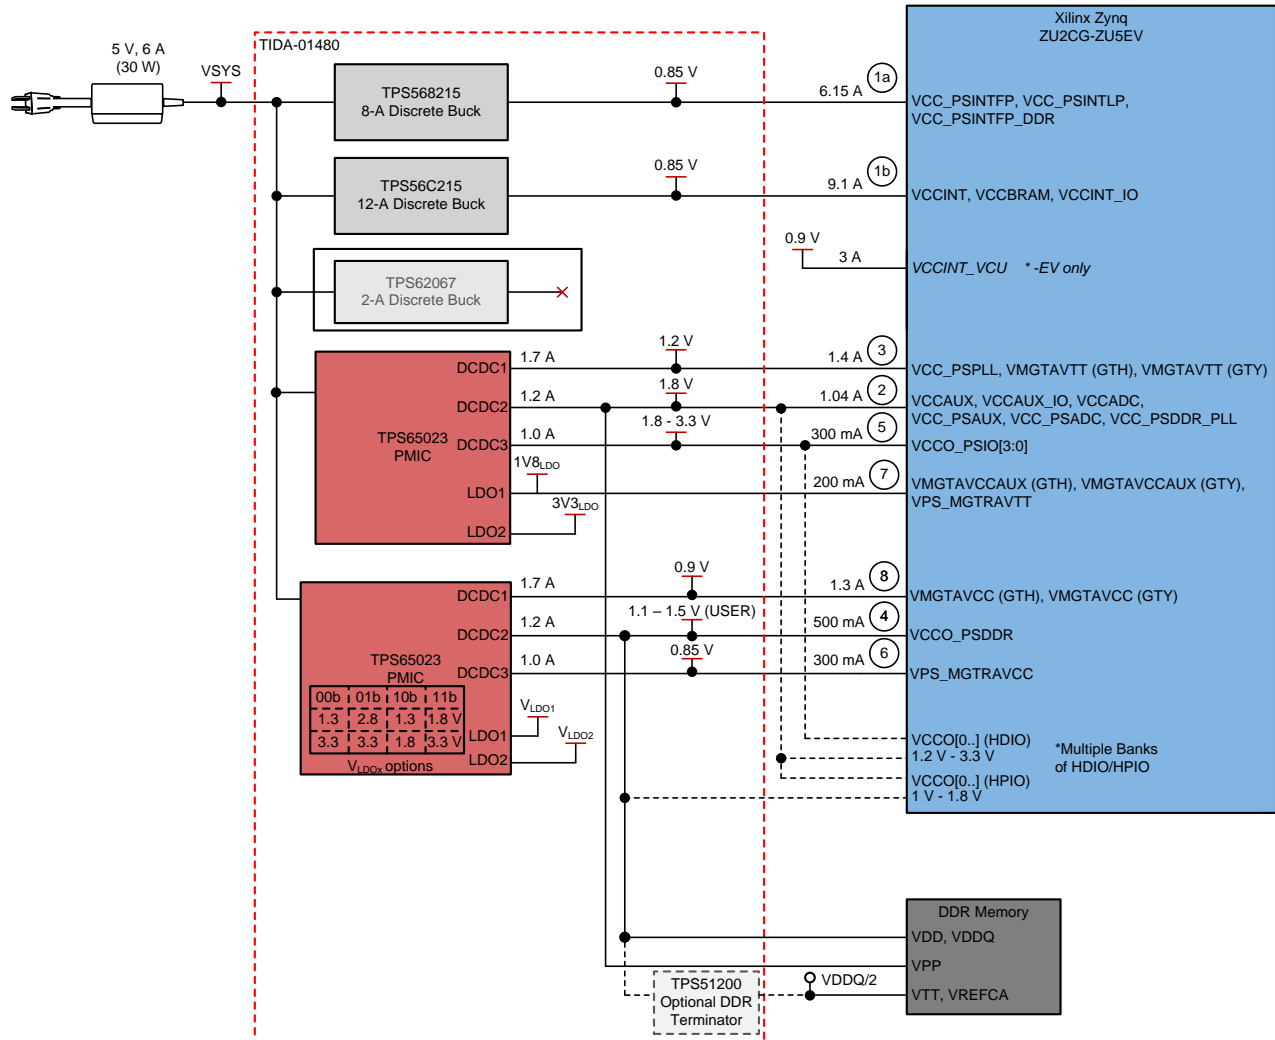 Xilinx Zynq
ZU2CG-ZU5EV
TIDA-01480
5 V, 6 A
(30 W)
VSYS
TPS568215
8-A Discrete Buck
0.85 V
6.15 A
1a
VCC_PSINTFP, VCC_PSINTLP,
VCC_PSINTFP_DDR
TPS56C215
12-A Discrete Buck
0.85 V
9.1 A
1b
VCCINT, VCCBRAM, VCCINT_IO
0.9 V
3 A
VCCINT_VCU * -EV only
TPS62067
2-A Discrete Buck
TPS65023
PMIC
DCDC1
1.7 A
1.2 V
1.4 A
3
VCC_PSPLL, VMGTAVTT (GTH), VMGTAVTT (GTY)
DCDC2
1.2 A
1.8 V
1.04 A
2
VCCAUX, VCCAUX_IO, VCCADC,
VCC_PSAUX, VCC_PSADC, VCC_PSDDR_PLL
DCDC3
1.0 A
1.8 - 3.3 V
300 mA
5
VCCO_PSIO[3:0]
LDO1
1V8LDO
200 mA
7
VMGTAVCCAUX (GTH), VMGTAVCCAUX (GTY),
VPS_MGTRAVTT
LDO2
3V3LDO
TPS65023
PMIC
DCDC1
1.7 A
0.9 V
1.3 A
8
VMGTAVCC (GTH), VMGTAVCC (GTY)
DCDC2
1.2 A
1.1 – 1.5 V (USER)
500 mA
4
VCCO_PSDDR
DCDC3
1.0 A
0.85 V
300 mA
6
VPS_MGTRAVCC
00b 01b 10b 11b
1.3 2.8 1.3 1.8 V
3.3 3.3 1.8 3.3 V
VLDOx options
LDO1
VLDO1
LDO2
VLDO2
VCCO[0..] (HDIO)
1.2 V - 3.3 V
*Multiple Banks
of HDIO/HPIO
VCCO[0..] (HPIO)
1 V - 1.8 V
DDR Memory
VDD, VDDQ
VPP
VTT, VREFCA
VDDQ/2
TPS51200
Optional DDR
Terminator